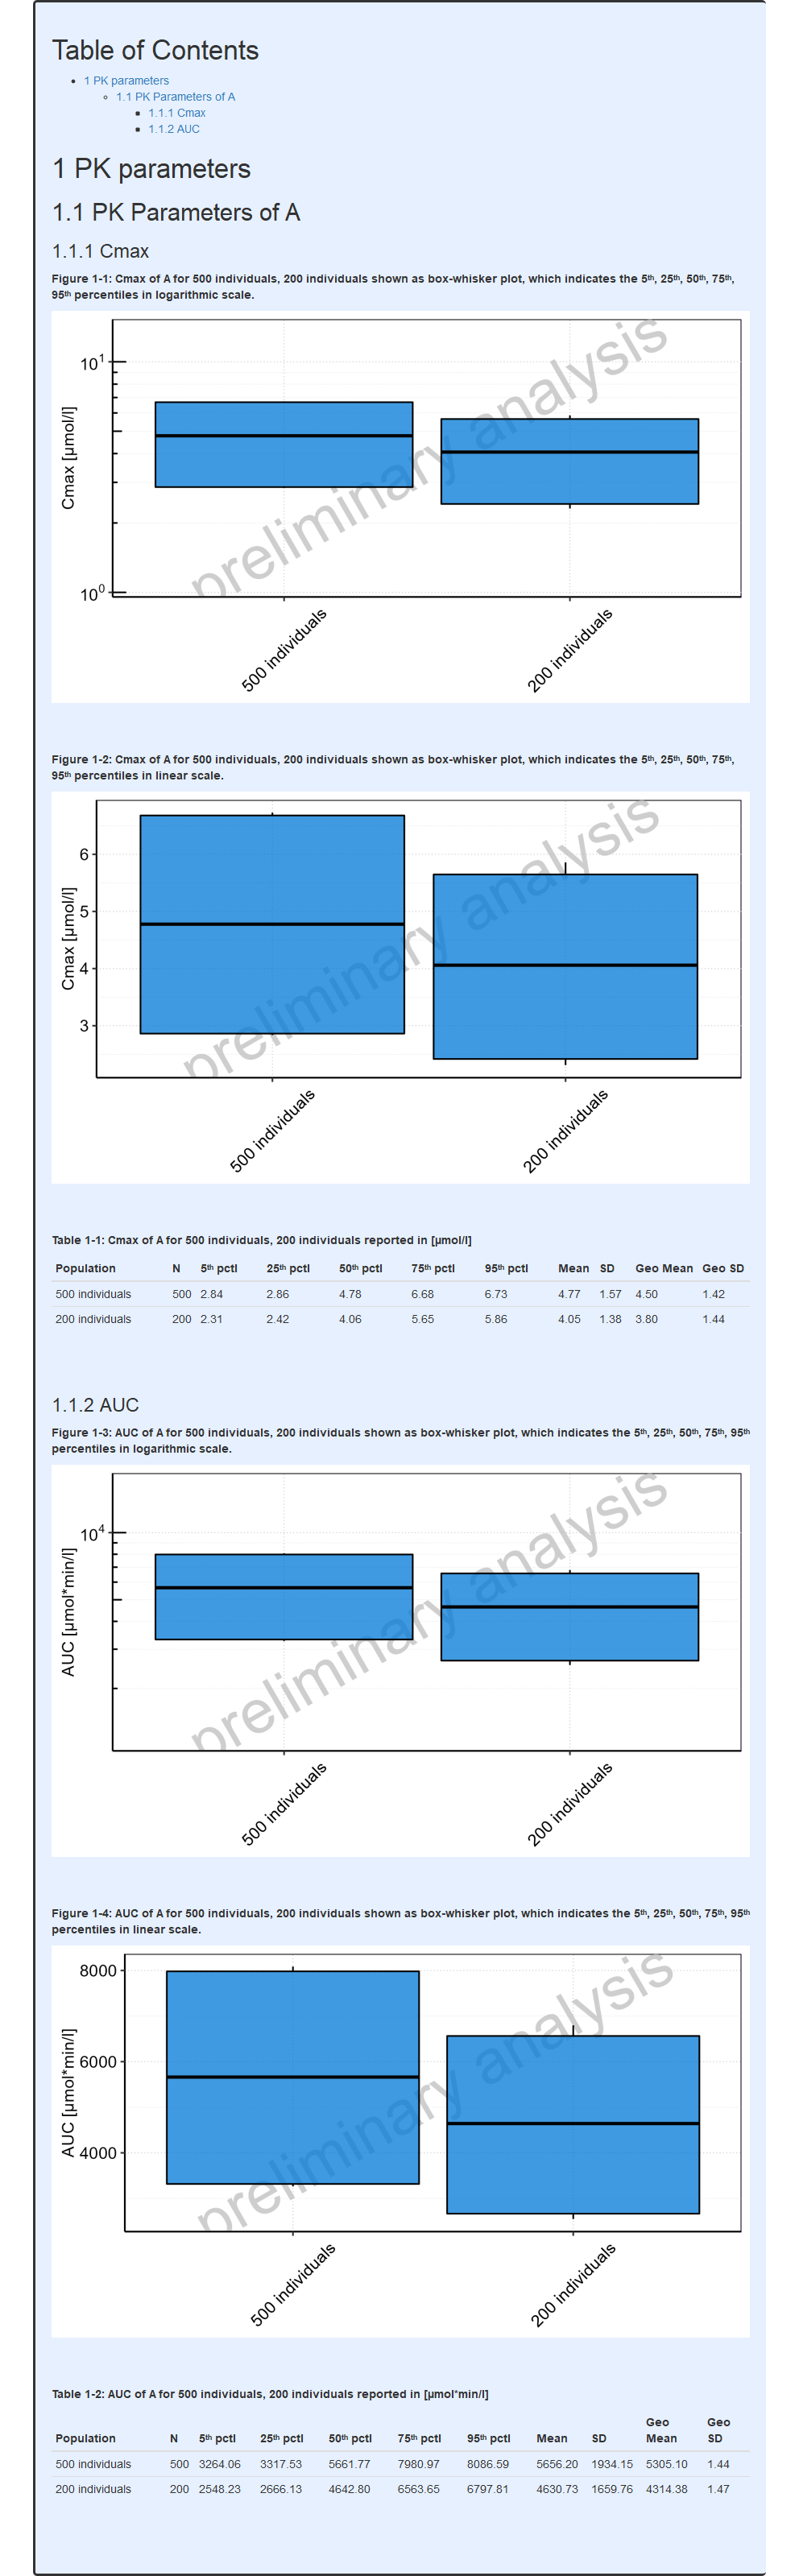 Table of Contents
1 PK parameters
1.1 PK Parameters of A
1.1.1 Cmax
1.1.2 AUC
1 PK parameters
1.1 PK Parameters of A
1.1.1 Cmax
Figure 1-1: Cmax of A for 500 individuals, 200 individuals shown as box-whisker plot, which indicates the 5th, 25th, 50th, 75th,
95th percentiles in logarithmic scale.
preliminary analysis
Cmax [µmol/l]
10¹
10⁰
500 individuals
200 individuals
Figure 1-2: Cmax of A for 500 individuals, 200 individuals shown as box-whisker plot, which indicates the 5th, 25th, 50th, 75th,
95th percentiles in linear scale.
preliminary analysis
Cmax [µmol/l]
6
5
4
3
500 individuals
200 individuals
Table 1-1: Cmax of A for 500 individuals, 200 individuals reported in [µmol/l]
Population N 5th pctl 25th pctl 50th pctl 75th pctl 95th pctl Mean SD Geo Mean Geo SD
500 individuals 500 2.84 2.86 4.78 6.68 6.73 4.77 1.57 4.50 1.42
200 individuals 200 2.31 2.42 4.06 5.65 5.86 4.05 1.38 3.80 1.44
1.1.2 AUC
Figure 1-3: AUC of A for 500 individuals, 200 individuals shown as box-whisker plot, which indicates the 5th, 25th, 50th, 75th, 95th
percentiles in logarithmic scale.
preliminary analysis
AUC [µmol*min/l]
10⁴
500 individuals
200 individuals
Figure 1-4: AUC of A for 500 individuals, 200 individuals shown as box-whisker plot, which indicates the 5th, 25th, 50th, 75th, 95th
percentiles in linear scale.
preliminary analysis
AUC [µmol*min/l]
8000
6000
4000
500 individuals
200 individuals
Table 1-2: AUC of A for 500 individuals, 200 individuals reported in [µmol*min/l]
Population N 5th pctl 25th pctl 50th pctl 75th pctl 95th pctl Mean SD Geo Mean Geo SD
500 individuals 500 3264.06 3317.53 5661.77 7980.97 8086.59 5656.20 1934.15 5305.10 1.44
200 individuals 200 2548.23 2666.13 4642.80 6563.65 6797.81 4630.73 1659.76 4314.38 1.47